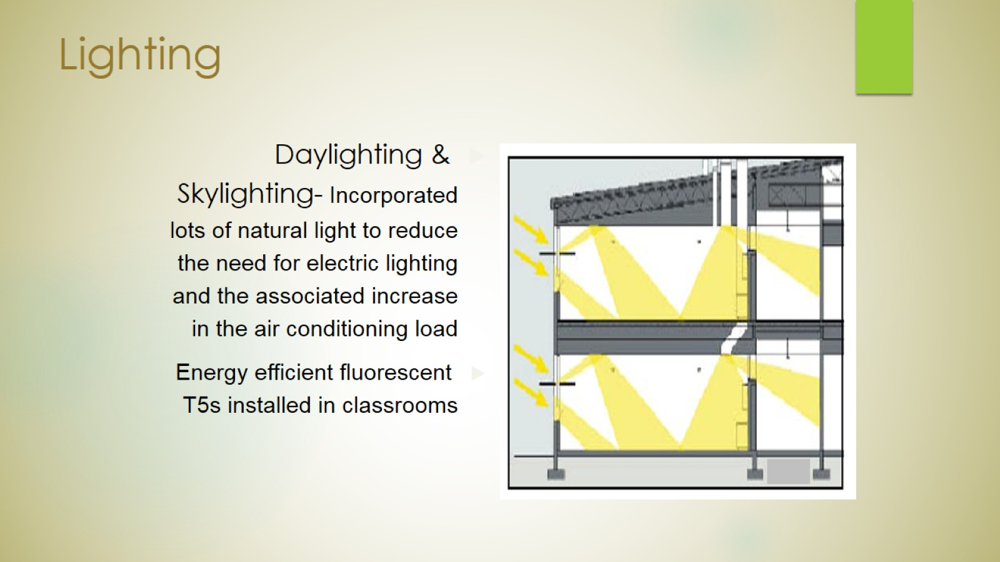 Lighting
Daylighting &
Skylighting- Incorporated
lots of natural light to reduce
the need for electric lighting
and the associated increase
in the air conditioning load
Energy efficient fluorescent
T5s installed in classrooms